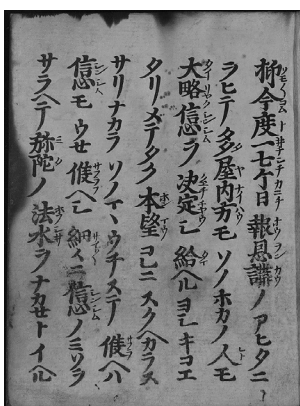 抑今度一七ケ日報恩講ノアヒタニ
ヲヒテ多屋内方モソノホカノ人モ
大略信心ヲ決定シ給ヘルヨシキコエ
タリメテタク本望コレニスクヘカラス
サリナカラソノマヽウチステ候ヘハ
信心モウセ候ヘシ細々ニ信心ノミソヲ
サラヘテ弥陀ノ法水ヲナカセトイヘル